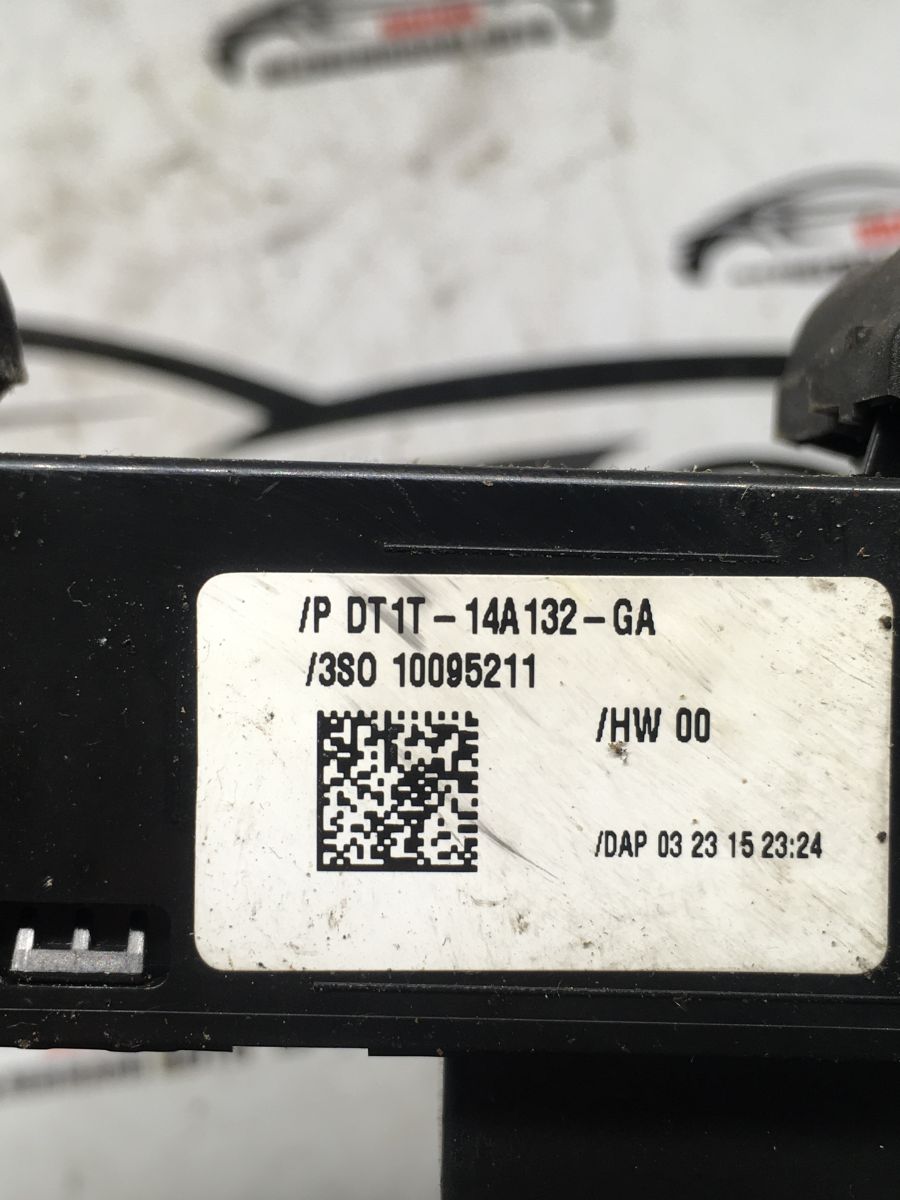 /P DT1T-14A132-GA
/3SO 10095211
/HW 00
/DAP 03 23 15 23:24